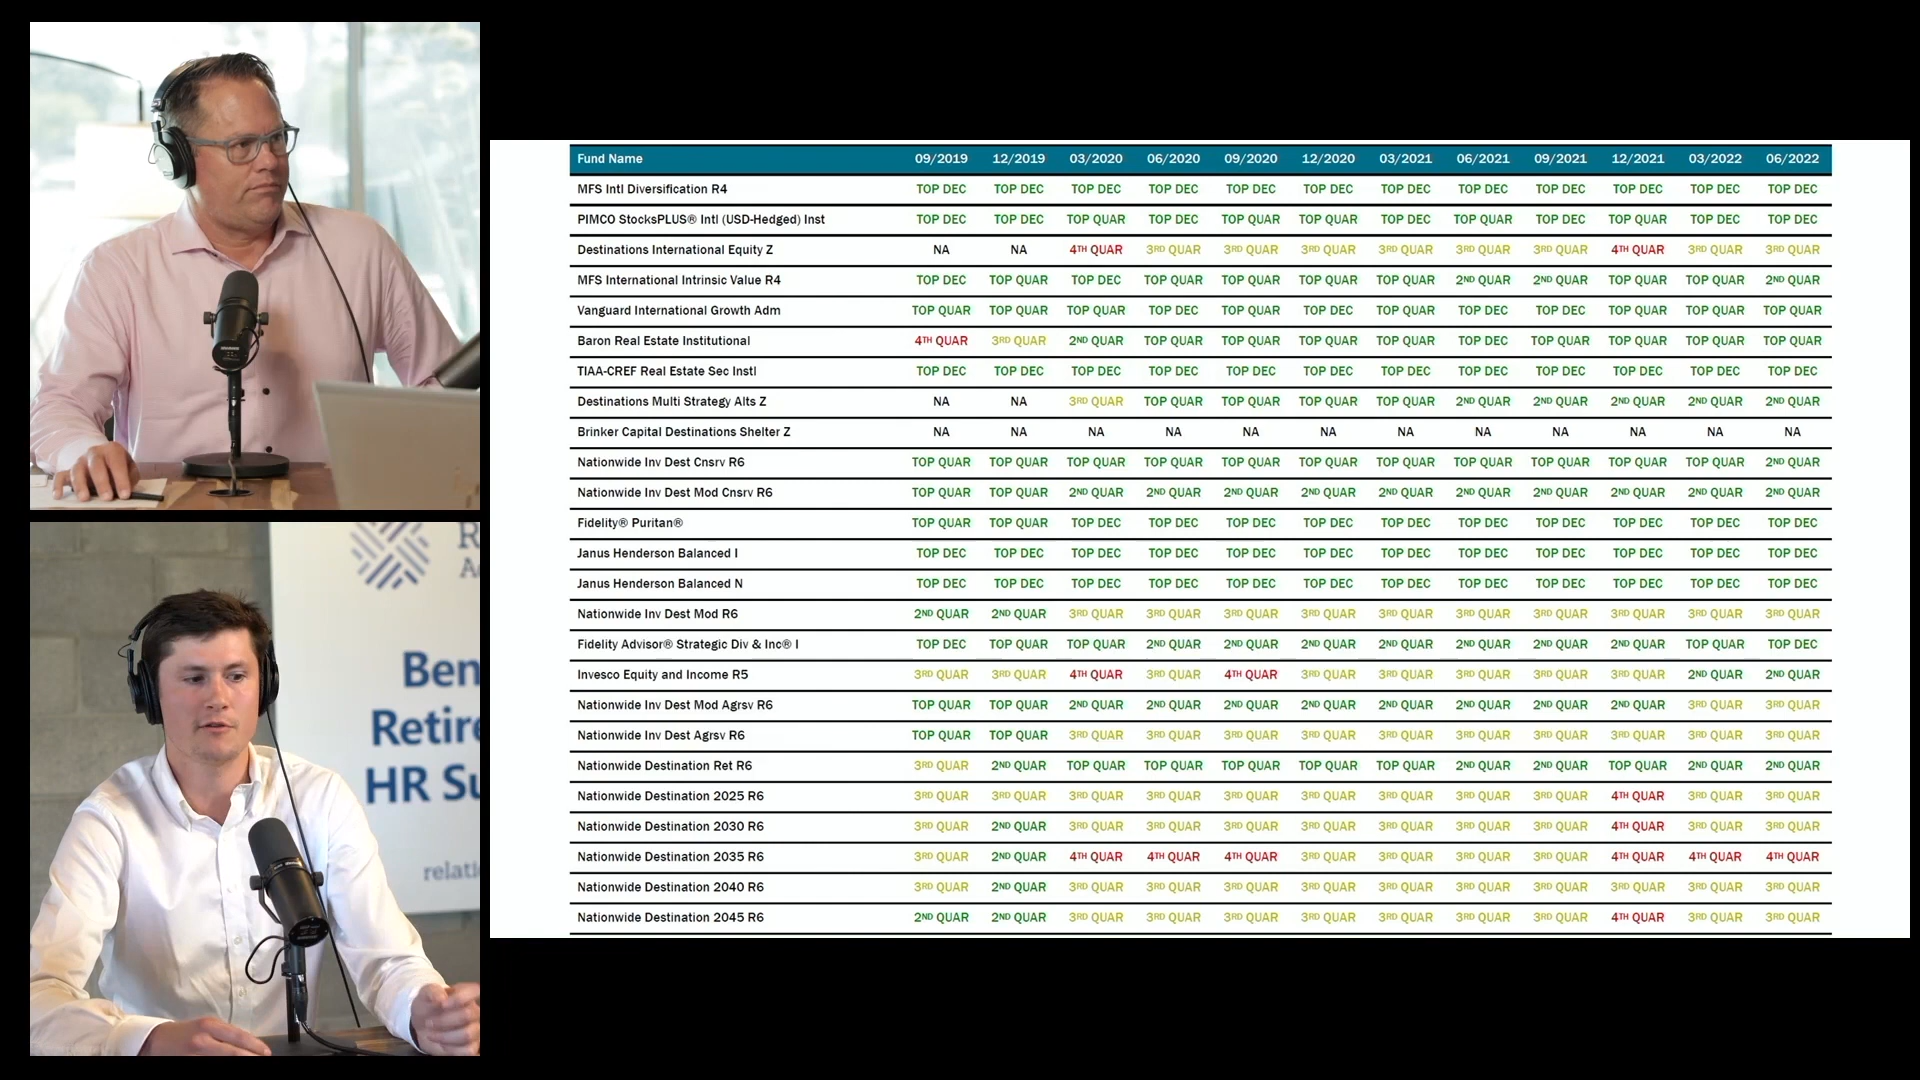 Fund Name 09/2019 12/2019 03/2020 06/2020 09/2020 12/2020 03/2021 06/2021 09/2021 12/2021 03/2022 06/2022
MFS Intl Diversification R4 TOP DEC TOP DEC TOP DEC TOP DEC TOP DEC TOP DEC TOP DEC TOP DEC TOP DEC TOP DEC TOP DEC TOP DEC
PIMCO StocksPLUS® Intl (USD-Hedged) Inst TOP DEC TOP DEC TOP QUAR TOP DEC TOP QUAR TOP QUAR TOP DEC TOP QUAR TOP DEC TOP QUAR TOP DEC TOP DEC
Destinations International Equity Z NA NA 4TH QUAR 3RD QUAR 3RD QUAR 3RD QUAR 3RD QUAR 3RD QUAR 3RD QUAR 4TH QUAR 3RD QUAR 3RD QUAR
MFS International Intrinsic Value R4 TOP DEC TOP QUAR TOP DEC TOP QUAR TOP QUAR TOP QUAR TOP QUAR 2ND QUAR 2ND QUAR TOP QUAR TOP QUAR 2ND QUAR
Vanguard International Growth Adm TOP QUAR TOP QUAR TOP QUAR TOP DEC TOP QUAR TOP DEC TOP QUAR TOP DEC TOP DEC TOP QUAR TOP QUAR TOP QUAR
Baron Real Estate Institutional 4TH QUAR 3RD QUAR 2ND QUAR TOP QUAR TOP QUAR TOP QUAR TOP QUAR TOP DEC TOP QUAR TOP QUAR TOP QUAR TOP QUAR
TIAA-CREF Real Estate Sec Instl TOP DEC TOP DEC TOP DEC TOP DEC TOP DEC TOP DEC TOP DEC TOP DEC TOP DEC TOP DEC TOP DEC TOP DEC
Destinations Multi Strategy Alts Z NA NA 3RD QUAR TOP QUAR TOP QUAR TOP QUAR TOP QUAR 2ND QUAR 2ND QUAR 2ND QUAR 2ND QUAR 2ND QUAR
Brinker Capital Destinations Shelter Z NA NA NA NA NA NA NA NA NA NA NA NA
Nationwide Inv Dest Cnsrv R6 TOP QUAR TOP QUAR TOP QUAR TOP QUAR TOP QUAR TOP QUAR TOP QUAR TOP QUAR TOP QUAR TOP QUAR TOP QUAR 2ND QUAR
Nationwide Inv Dest Mod Cnsrv R6 TOP QUAR TOP QUAR 2ND QUAR 2ND QUAR 2ND QUAR 2ND QUAR 2ND QUAR 2ND QUAR 2ND QUAR 2ND QUAR 2ND QUAR 2ND QUAR
Fidelity® Puritan® TOP QUAR TOP QUAR TOP DEC TOP DEC TOP DEC TOP DEC TOP DEC TOP DEC TOP DEC TOP DEC TOP DEC TOP DEC
Janus Henderson Balanced I TOP DEC TOP DEC TOP DEC TOP DEC TOP DEC TOP DEC TOP DEC TOP DEC TOP DEC TOP DEC TOP DEC TOP DEC
Janus Henderson Balanced N TOP DEC TOP DEC TOP DEC TOP DEC TOP DEC TOP DEC TOP DEC TOP DEC TOP DEC TOP DEC TOP DEC TOP DEC
Nationwide Inv Dest Mod R6 2ND QUAR 2ND QUAR 3RD QUAR 3RD QUAR 3RD QUAR 3RD QUAR 3RD QUAR 3RD QUAR 3RD QUAR 3RD QUAR 3RD QUAR 3RD QUAR
Fidelity Advisor® Strategic Div & Inc® I TOP DEC TOP QUAR TOP QUAR 2ND QUAR 2ND QUAR 2ND QUAR 2ND QUAR 2ND QUAR 2ND QUAR 2ND QUAR TOP QUAR TOP DEC
Invesco Equity and Income R5 3RD QUAR 3RD QUAR 4TH QUAR 3RD QUAR 4TH QUAR 3RD QUAR 3RD QUAR 3RD QUAR 3RD QUAR 3RD QUAR 2ND QUAR 2ND QUAR
Nationwide Inv Dest Mod Agrsv R6 TOP QUAR TOP QUAR 2ND QUAR 2ND QUAR 2ND QUAR 2ND QUAR 2ND QUAR 2ND QUAR 2ND QUAR 2ND QUAR 3RD QUAR 3RD QUAR
Nationwide Inv Dest Agrsv R6 TOP QUAR TOP QUAR 3RD QUAR 3RD QUAR 3RD QUAR 3RD QUAR 3RD QUAR 3RD QUAR 3RD QUAR 3RD QUAR 3RD QUAR 3RD QUAR
Nationwide Destination Ret R6 3RD QUAR 2ND QUAR TOP QUAR TOP QUAR TOP QUAR TOP QUAR TOP QUAR 2ND QUAR 2ND QUAR TOP QUAR 2ND QUAR 2ND QUAR
Nationwide Destination 2025 R6 3RD QUAR 3RD QUAR 3RD QUAR 3RD QUAR 3RD QUAR 3RD QUAR 3RD QUAR 3RD QUAR 3RD QUAR 4TH QUAR 3RD QUAR 3RD QUAR
Nationwide Destination 2030 R6 3RD QUAR 2ND QUAR 3RD QUAR 3RD QUAR 3RD QUAR 3RD QUAR 3RD QUAR 3RD QUAR 3RD QUAR 4TH QUAR 3RD QUAR 3RD QUAR
Nationwide Destination 2035 R6 3RD QUAR 2ND QUAR 4TH QUAR 4TH QUAR 4TH QUAR 3RD QUAR 3RD QUAR 3RD QUAR 3RD QUAR 4TH QUAR 4TH QUAR 4TH QUAR
Nationwide Destination 2040 R6 3RD QUAR 2ND QUAR 3RD QUAR 3RD QUAR 3RD QUAR 3RD QUAR 3RD QUAR 3RD QUAR 3RD QUAR 3RD QUAR 3RD QUAR 3RD QUAR
Nationwide Destination 2045 R6 2ND QUAR 2ND QUAR 3RD QUAR 3RD QUAR 3RD QUAR 3RD QUAR 3RD QUAR 3RD QUAR 3RD QUAR 4TH QUAR 3RD QUAR 3RD QUAR
R
A
Ben
Retire
HR Su
relati